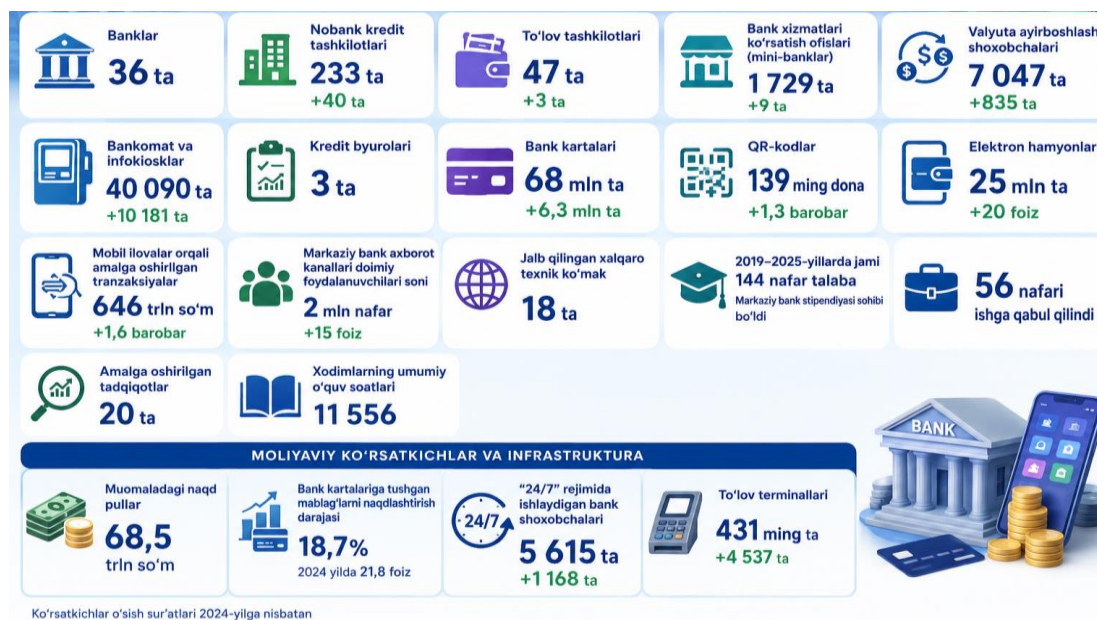 Banklar
36 ta
Nobank kredit
tashkilotlari
233 ta
+40 ta
To‘lov tashkilotlari
47 ta
+3 ta
Bank xizmatlari
ko‘rsatish ofislari
(mini-banklar)
1 729 ta
+9 ta
Valyuta ayirboshlash
shoxobchalari
7 047 ta
+835 ta
Bankomat va
infokiosklar
40 090 ta
+10 181 ta
Kredit byurolari
3 ta
Bank kartalari
68 mln ta
+6,3 mln ta
QR-kodlar
139 ming dona
+1,3 barobar
Elektron hamyonlar
25 mln ta
+20 foiz
Mobil ilovalar orqali
amalga oshirilgan
tranzaksiyalar
646 trln so‘m
+1,6 barobar
Markaziy bank axborot
kanallari doimiy
foydalanuvchilari soni
2 mln nafar
+15 foiz
Jalb qilingan xalqaro
texnik ko‘mak
18 ta
2019–2025-yillarda jami
144 nafar talaba
Markaziy bank stipendiyasi sohibi
bo‘ldi
56 nafari
ishga qabul qilindi
Amalga oshirilgan
tadqiqotlar
20 ta
Xodimlarning umumiy
o‘quv soatlari
11 556
BANK
MOLIYAVIY KO‘RSATKICHLAR VA INFRASTRUKTURA
Muomaladagi naqd
pullar
68,5
trln so‘m
Bank kartalariga tushgan
mablag‘larni naqdlashtirish
darajasi
18,7%
2024 yilda 21,8 foiz
24/7
“24/7” rejimida
ishlaydigan bank
shoxobchalari
5 615 ta
+1 168 ta
To‘lov terminallari
431 ming ta
+4 537 ta
Ko‘rsatkichlar o‘sish sur’atlari 2024-yilga nisbatan